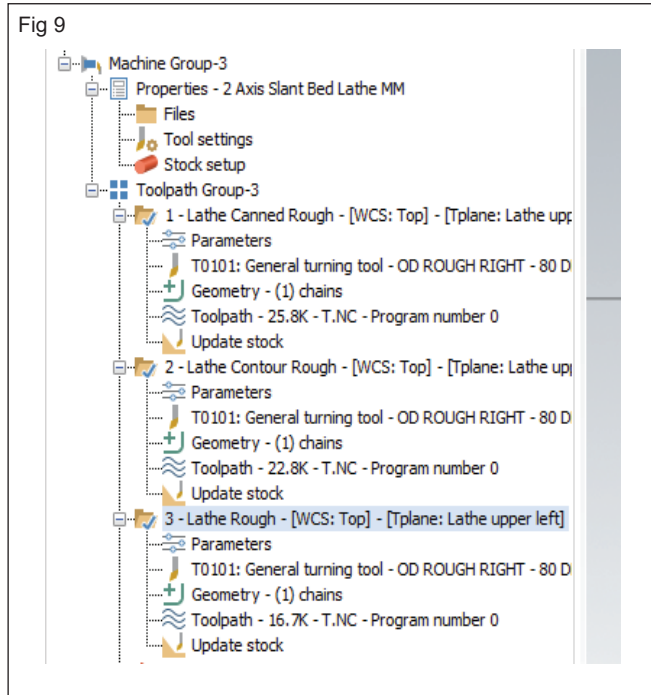 Fig 9
Machine Group-3
Properties - 2 Axis Slant Bed Lathe MM
Files
Tool settings
Stock setup
Toolpath Group-3
1 - Lathe Canned Rough - [WCS: Top] - [Tplane: Lathe upp
Parameters
T0101: General turning tool - OD ROUGH RIGHT - 80 D
Geometry - (1) chains
Toolpath - 25.8K - T.NC - Program number 0
Update stock
2 - Lathe Contour Rough - [WCS: Top] - [Tplane: Lathe up
Parameters
T0101: General turning tool - OD ROUGH RIGHT - 80 D
Geometry - (1) chains
Toolpath - 22.8K - T.NC - Program number 0
Update stock
3 - Lathe Rough - [WCS: Top] - [Tplane: Lathe upper left]
Parameters
T0101: General turning tool - OD ROUGH RIGHT - 80 D
Geometry - (1) chains
Toolpath - 16.7K - T.NC - Program number 0
Update stock